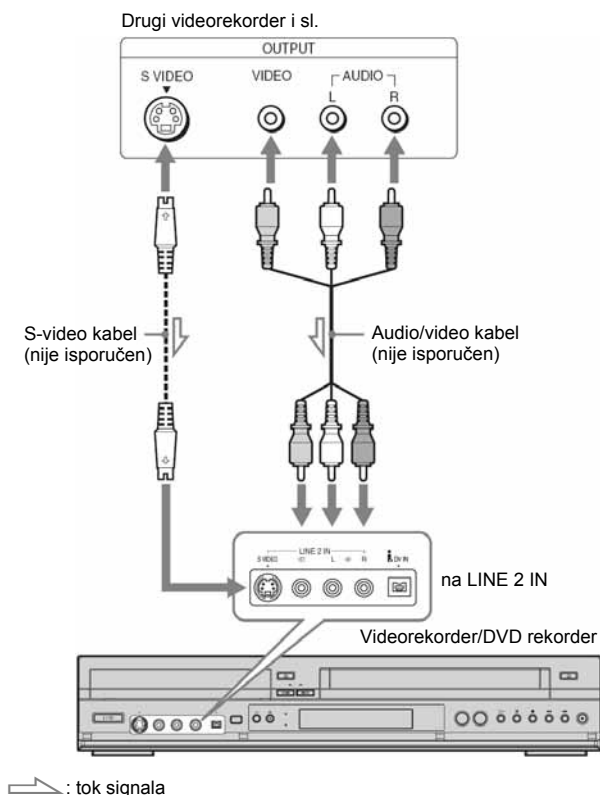 Drugi videorekorder i sl.
OUTPUT
S VIDEO
VIDEO
AUDIO
L
R
S-video kabel
(nije isporučen)
Audio/video kabel
(nije isporučen)
LINE 2 IN
S VIDEO
L
R
DV IN
na LINE 2 IN
Videorekorder/DVD rekorder
: tok signala